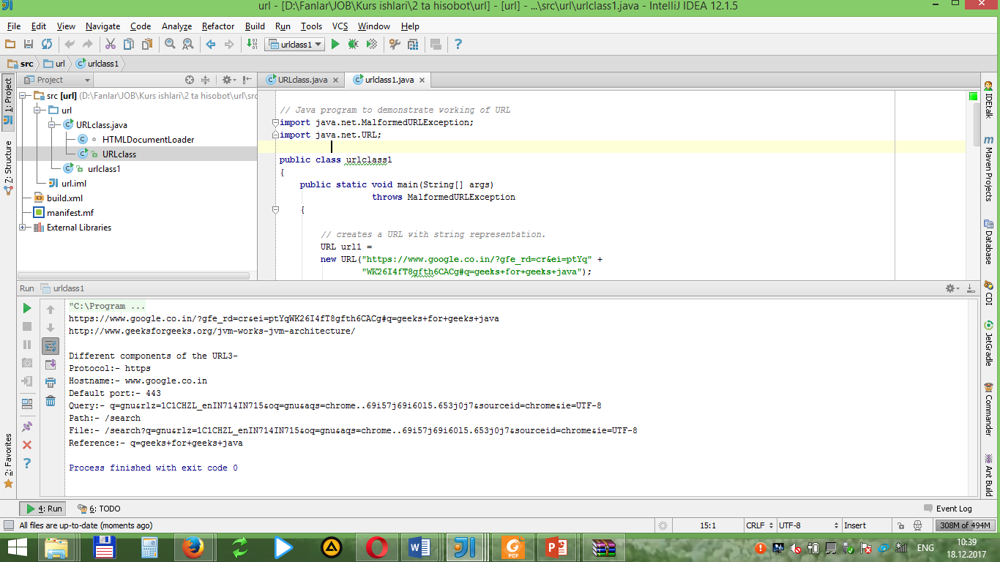 url - [D:\Fanlar\JOB\Kurs ishlari\2 ta hisobot\url] - [url] - ...\src\url\urlclass1.java - IntelliJ IDEA 12.1.5
File Edit View Navigate Code Analyze Refactor Build Run Tools VCS Window Help
urlclass1
src url urlclass1
1: Project
Z: Structure
2: Favorites
Project
src [url] (D:\Fanlar\JOB\Kurs ishlari\2 ta hisobot\url\src
url
URLclass.java
HTMLDocumentLoader
URLclass
urlclass1
url.iml
build.xml
manifest.mf
External Libraries
URLclass.java urlclass1.java
// Java program to demonstrate working of URL
import java.net.MalformedURLException;
import java.net.URL;
public class urlclass1
{
public static void main(String[] args)
throws MalformedURLException
{
// creates a URL with string representation.
URL url1 =
new URL("https://www.google.co.in/?gfe_rd=cr&ei=ptYq" +
"WK26I4fT8gfth6CACg#q=geeks+for+geeks+java");
IDEtalk
Maven Projects
Database
CDI
JetGradle
Commander
Ant Build
Run urlclass1
"C:\Program ...
https://www.google.co.in/?gfe_rd=cr&ei=ptYqWK26I4fT8gfth6CACg#q=geeks+for+geeks+java
http://www.geeksforgeeks.org/jvm-works-jvm-architecture/
Different components of the URL3-
Protocol:- https
Hostname:- www.google.co.in
Default port:- 443
Query:- q=gnu&rlz=1C1CHZL_enIN714IN715&oq=gnu&aqs=chrome..69i57j69i60l5.653j0j7&sourceid=chrome&ie=UTF-8
Path:- /search
File:- /search?q=gnu&rlz=1C1CHZL_enIN714IN715&oq=gnu&aqs=chrome..69i57j69i60l5.653j0j7&sourceid=chrome&ie=UTF-8
Reference:- q=geeks+for+geeks+java
Process finished with exit code 0
4: Run 6: TODO Event Log
All files are up-to-date (moments ago) 15:1 CRLF UTF-8 Insert 308M of 494M
ENG
10:39
18.12.2017